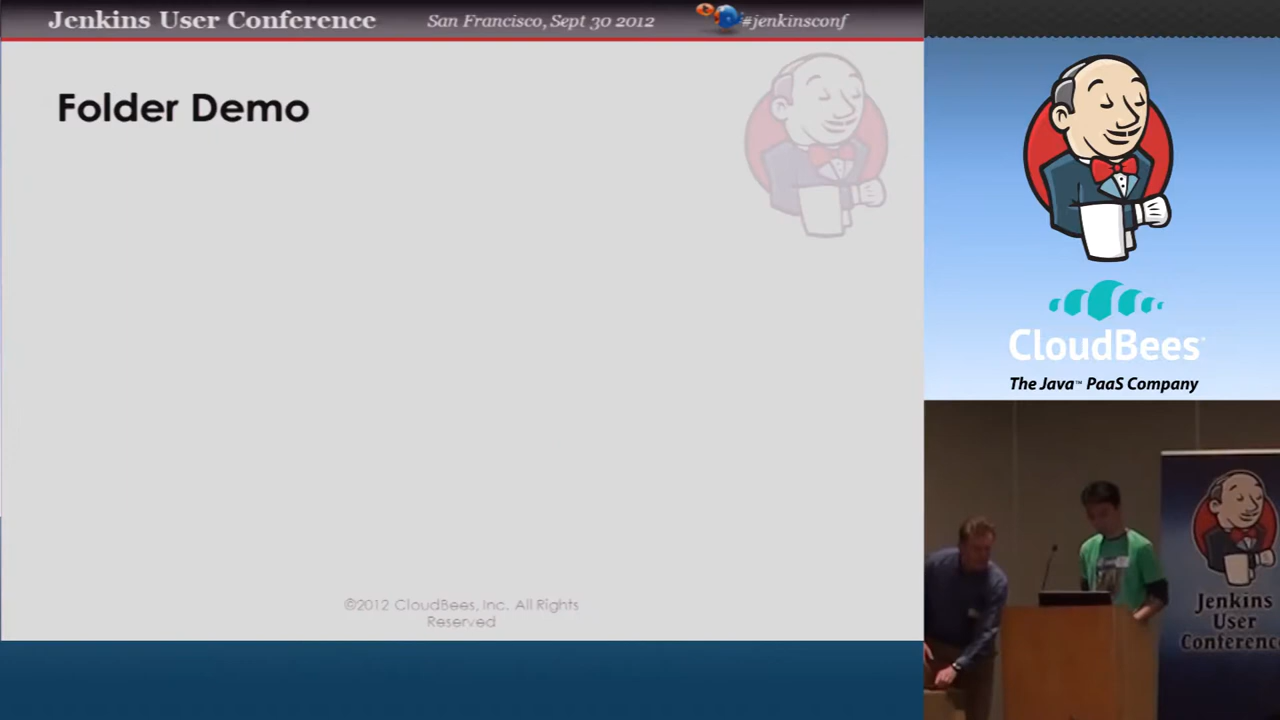 Jenkins User Conference
San Francisco, Sept 30 2012
#jenkinsconf
Folder Demo
©2012 CloudBees, Inc. All Rights
Reserved
CloudBees
The Java™ PaaS Company
Jenkins
User
Conference